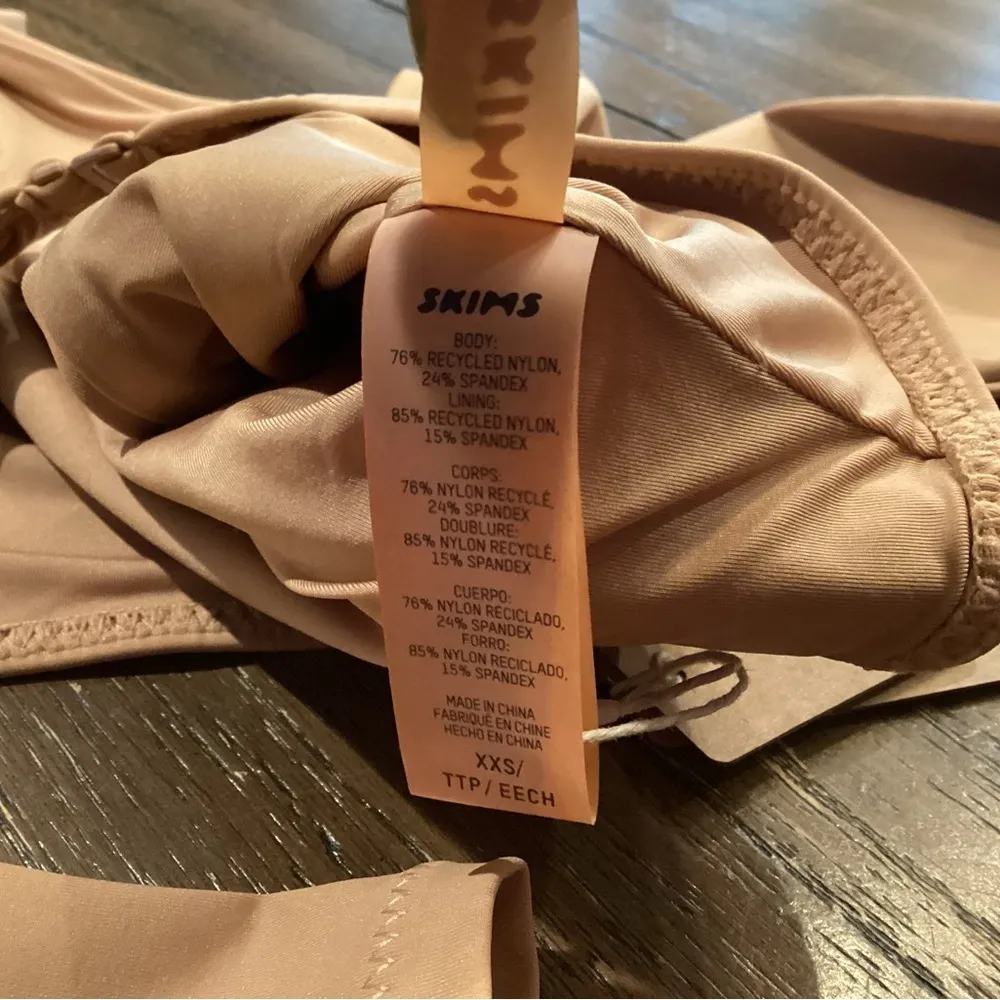 SKIMS
SKIMS
BODY:
76% RECYCLED NYLON,
24% SPANDEX
LINING:
85% RECYCLED NYLON,
15% SPANDEX
CORPS:
76% NYLON RECYCLÉ,
24% SPANDEX
DOUBLURE:
85% NYLON RECYCLÉ,
15% SPANDEX
CUERPO:
76% NYLON RECICLADO,
24% SPANDEX
FORRO:
85% NYLON RECICLADO,
15% SPANDEX
MADE IN CHINA
FABRIQUÉ EN CHINE
HECHO EN CHINA
XXS/
TTP/EECH